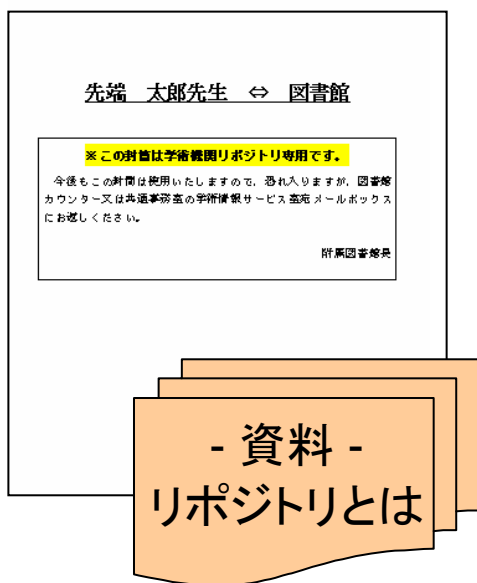 先端　太郎先生　⇔　図書館
※この封筒は学術機関リポジトリ専用です。
今後もこの封筒は使用いたしますので、恐れ入りますが、図書館
カウンター又は共通事務室の学術情報サービス室宛メールボックス
にお返しください。
附属図書館長
- 資料 -
リポジトリとは